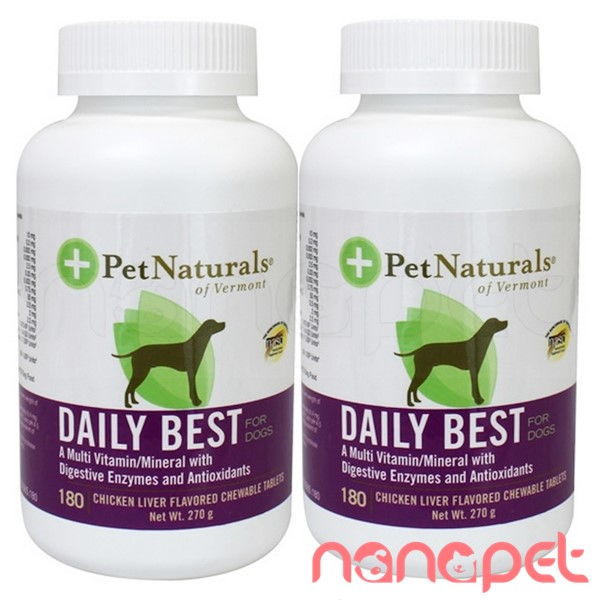 PetNaturals®
of Vermont
DAILY BEST FOR DOGS
A Multi Vitamin/Mineral with
Digestive Enzymes and Antioxidants
180 CHICKEN LIVER FLAVORED CHEWABLE TABLETS
Net Wt. 270 g
PetNaturals®
of Vermont
DAILY BEST FOR DOGS
A Multi Vitamin/Mineral with
Digestive Enzymes and Antioxidants
180 CHICKEN LIVER FLAVORED CHEWABLE TABLETS
Net Wt. 270 g
nanapet